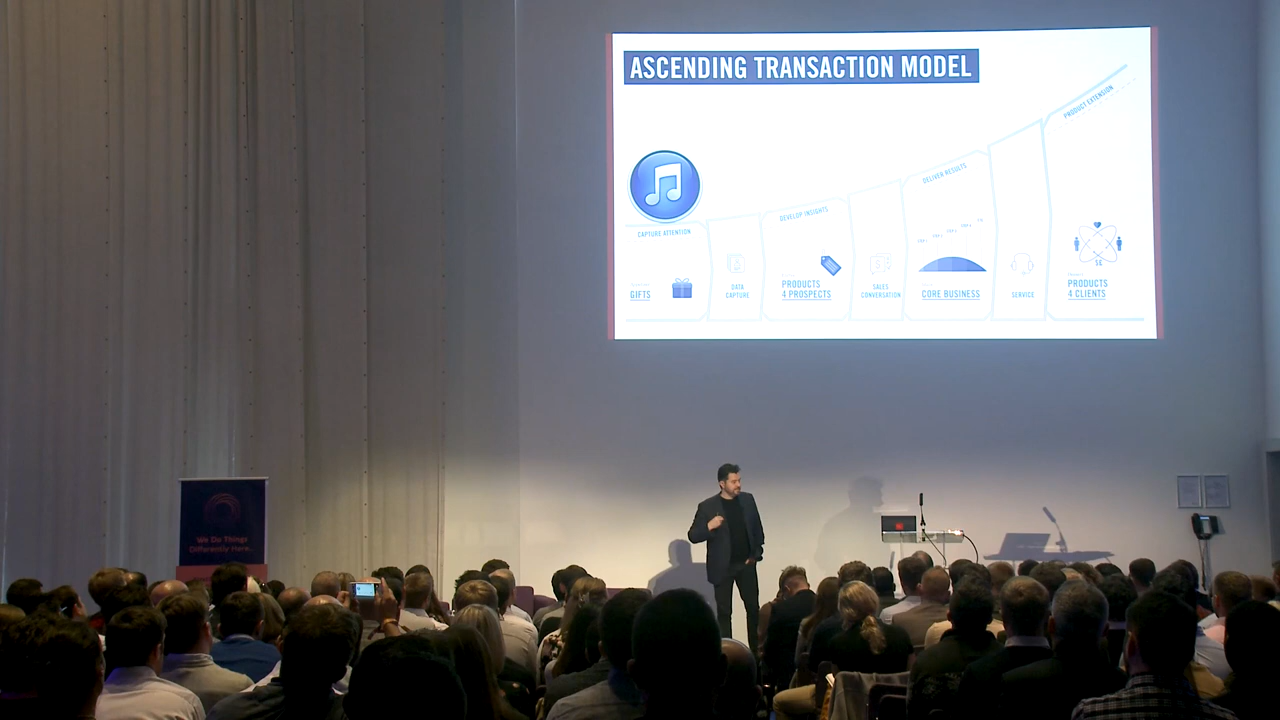 ASCENDING TRANSACTION MODEL
CAPTURE ATTENTION
DEVELOP INSIGHTS
DELIVER RESULTS
PRODUCT EXTENSION
GIFTS
DATA
CAPTURE
PRODUCTS
4 PROSPECTS
SALES
CONVERSATION
CORE BUSINESS
SERVICE
PRODUCTS
4 CLIENTS
We Do Things
Differently Here.